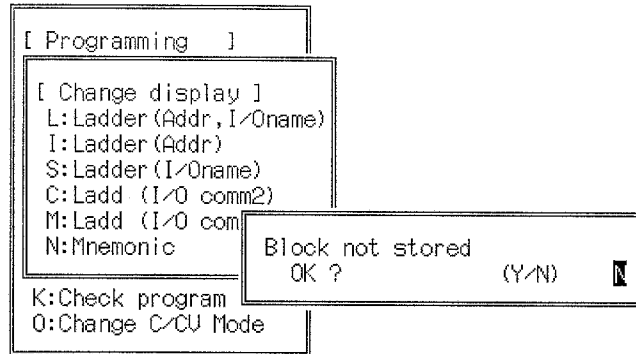 [ Programming ]
[ Change display ]
L:Ladder(Addr,I/Oname)
I:Ladder(Addr)
S:Ladder(I/Oname)
C:Ladd (I/O comm2)
M:Ladd (I/O com
N:Mnemonic
Block not stored
OK ? (Y/N) N
K:Check program
O:Change C/CV Mode